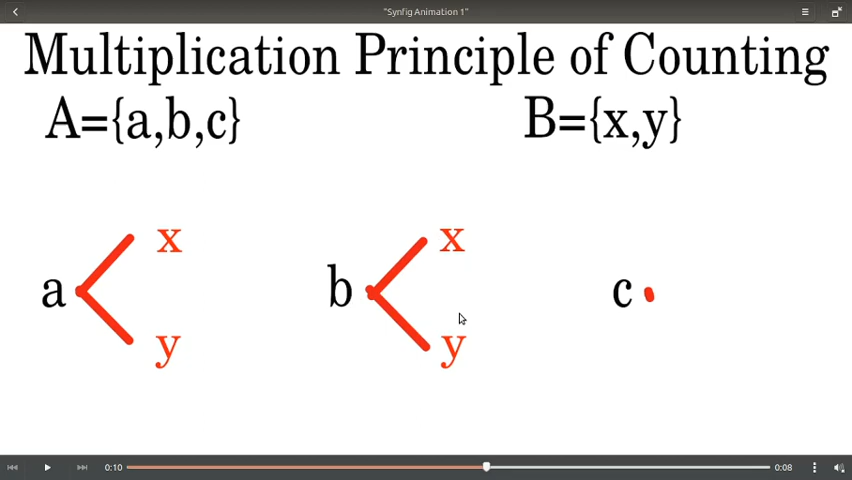 "Synfig Animation 1"
Multiplication Principle of Counting
A={a,b,c} B={x,y}
x x
a b c
y y
0:10 0:08